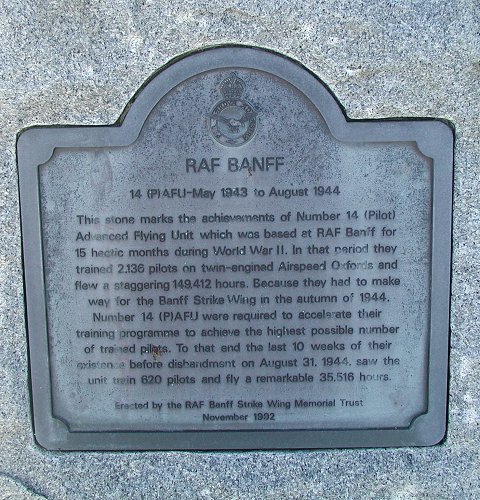 RAF BANFF
14 (P)AFU-May 1943 to August 1944
This stone marks the achievements of Number 14 (Pilot)
Advanced Flying Unit which was based at RAF Banff for
15 hectic months during World War II. In that period they
trained 2,136 pilots on twin-engined Airspeed Oxfords and
flew a staggering 149,412 hours. Because they had to make
way for the Banff Strike Wing in the autumn of 1944,
Number 14 (P)AFU were required to accelerate their
training programme to achieve the highest possible number
of trained pilots. To that end the last 10 weeks of their
existence before disbandment on August 31, 1944, saw the
unit train 620 pilots and fly a remarkable 35,516 hours.
Erected by the RAF Banff Strike Wing Memorial Trust
November 1992